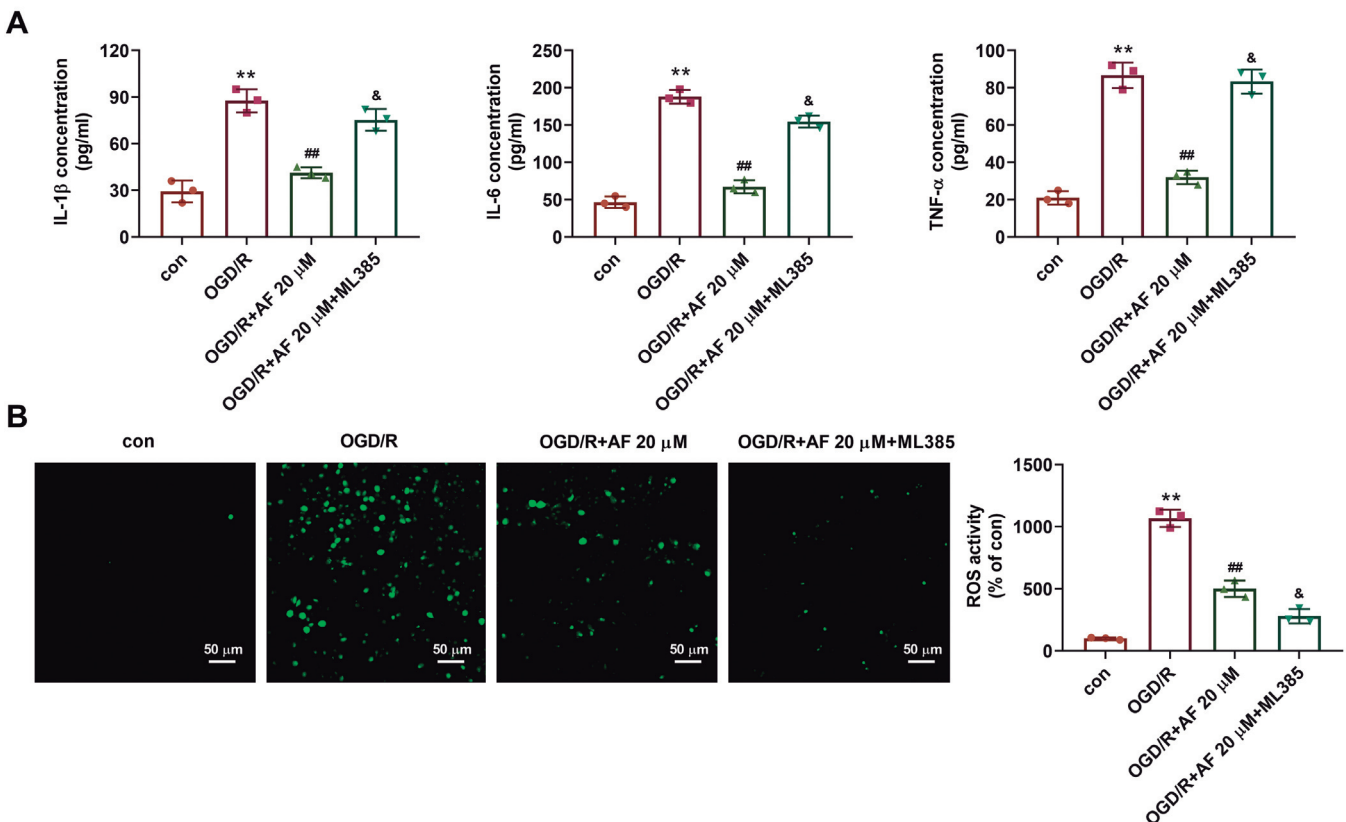 A
IL-1β concentration
(pg/ml)
120
90
60
30
0
**
##
&
con
OGD/R
OGD/R+AF 20 μM
OGD/R+AF 20 μM+ML385
IL-6 concentration
(pg/ml)
250
200
150
100
50
0
**
##
&
con
OGD/R
OGD/R+AF 20 μM
OGD/R+AF 20 μM+ML385
TNF-α concentration
(pg/ml)
100
80
60
40
20
0
**
##
&
con
OGD/R
OGD/R+AF 20 μM
OGD/R+AF 20 μM+ML385
B
con
OGD/R
OGD/R+AF 20 μM
OGD/R+AF 20 μM+ML385
50 μm
50 μm
50 μm
50 μm
ROS activity
(% of con)
1500
1000
500
0
**
##
&
con
OGD/R
OGD/R+AF 20 μM
OGD/R+AF 20 μM+ML385